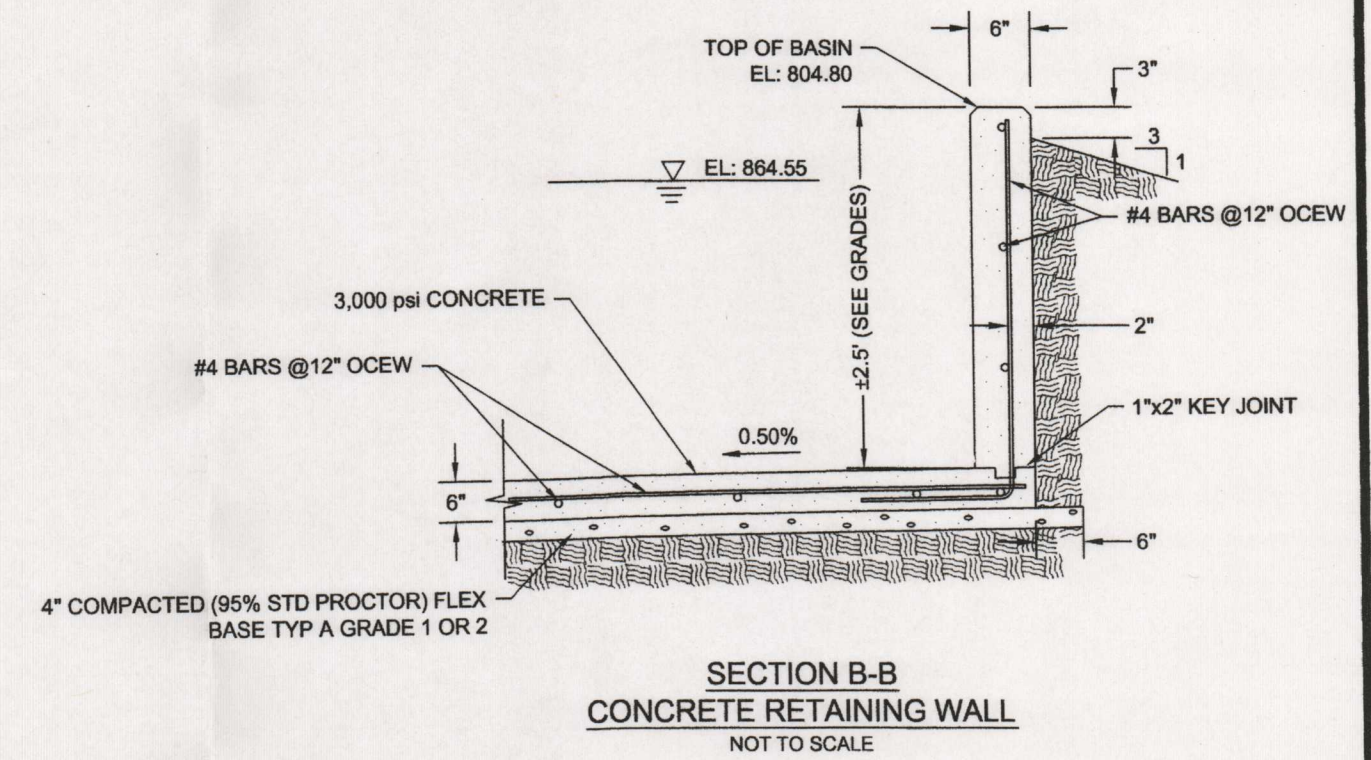 6"
TOP OF BASIN
EL: 804.80
3"
3
1
EL: 864.55
#4 BARS @12" OCEW
±2.5' (SEE GRADES)
3,000 psi CONCRETE
2"
#4 BARS @12" OCEW
1"x2" KEY JOINT
0.50%
6"
6"
4" COMPACTED (95% STD PROCTOR) FLEX
BASE TYP A GRADE 1 OR 2
SECTION B-B
CONCRETE RETAINING WALL
NOT TO SCALE